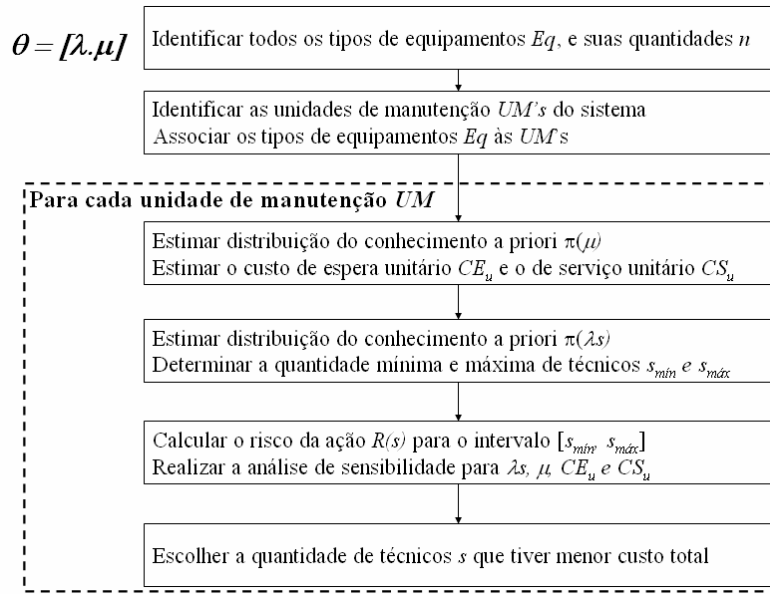 θ = [λ.μ]
Identificar todos os tipos de equipamentos Eq, e suas quantidades n
Identificar as unidades de manutenção UM's do sistema
Associar os tipos de equipamentos Eq às UM's
Para cada unidade de manutenção UM
Estimar distribuição do conhecimento a priori π(μ)
Estimar o custo de espera unitário CEu e o de serviço unitário CSu
Estimar distribuição do conhecimento a priori π(λs)
Determinar a quantidade mínima e máxima de técnicos smín e smáx
Calcular o risco da ação R(s) para o intervalo [smín, smáx]
Realizar a análise de sensibilidade para λs, μ, CEu e CSu
Escolher a quantidade de técnicos s que tiver menor custo total